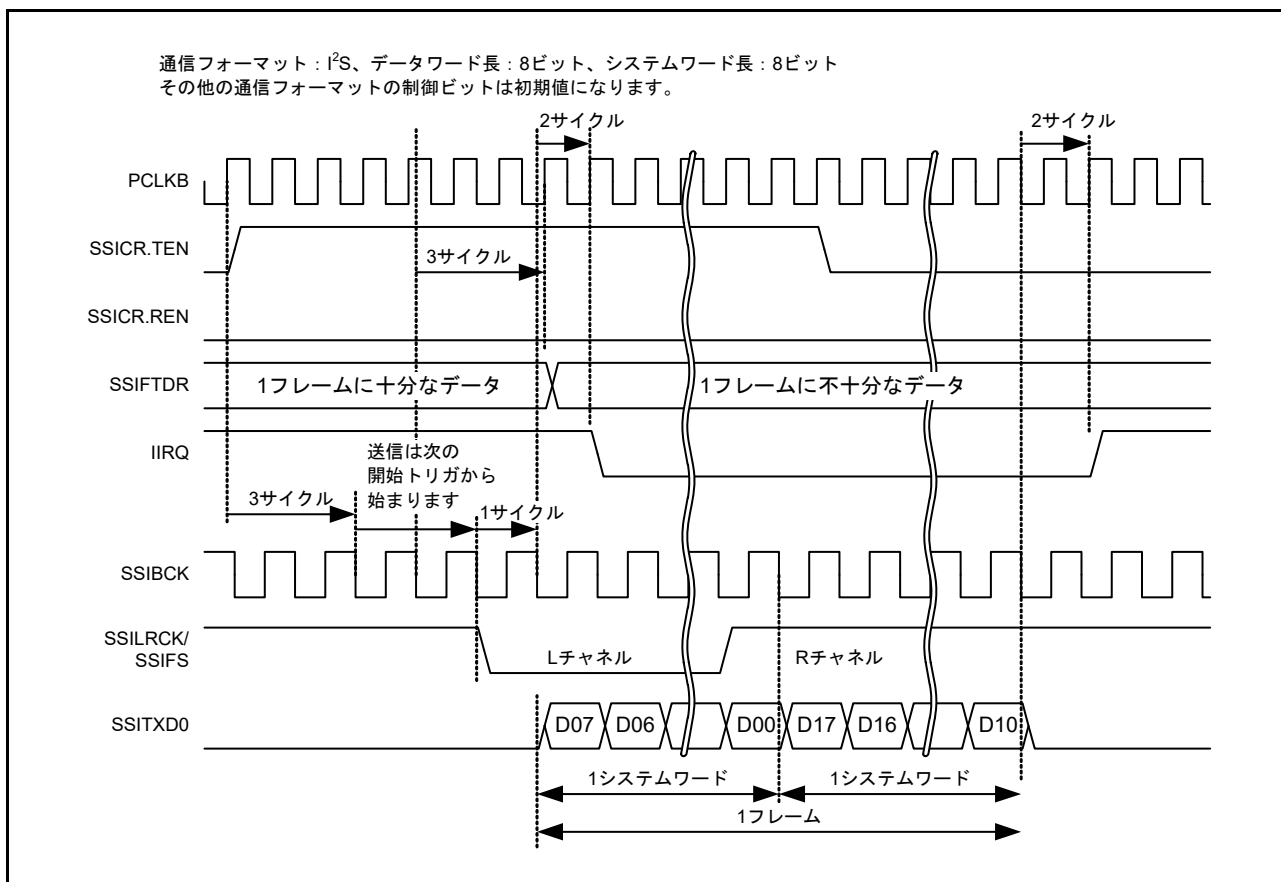 通信フォーマット：I²S、データワード長：8ビット、システムワード長：8ビット
その他の通信フォーマットの制御ビットは初期値になります。
2サイクル
2サイクル
PCLKB
SSICR.TEN
3サイクル
SSICR.REN
SSIFTDR
1フレームに十分なデータ
1フレームに不十分なデータ
IIRQ
送信は次の
開始トリガから
始まります
3サイクル
1サイクル
SSIBCK
SSILRCK/
SSIFS
Lチャネル
Rチャネル
SSITXD0
D07
D06
D00
D17
D16
D10
1システムワード
1システムワード
1フレーム